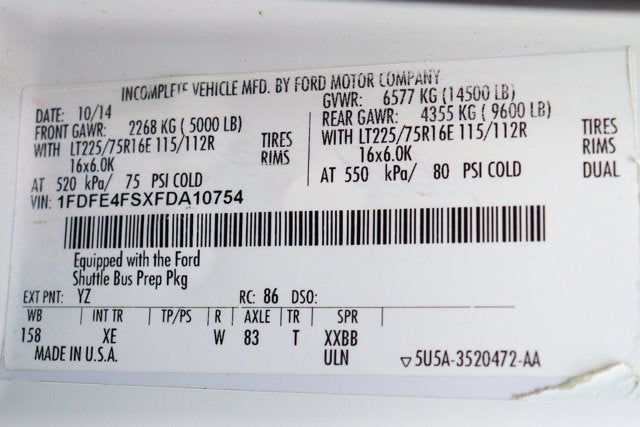 INCOMPLETE VEHICLE MFD. BY FORD MOTOR COMPANY
DATE: 10/14 GVWR: 6577 KG (14500 LB)
FRONT GAWR: 2268 KG ( 5000 LB) REAR GAWR: 4355 KG ( 9600 LB)
WITH LT225/75R16E 115/112R TIRES WITH LT225/75R16E 115/112R TIRES
16x6.0K RIMS 16x6.0K RIMS
AT 520 kPa/ 75 PSI COLD AT 550 kPa/ 80 PSI COLD DUAL
VIN: 1FDFE4FSXFDA10754
Equipped with the Ford
Shuttle Bus Prep Pkg
EXT PNT: YZ RC: 86 DSO:
WB | INT TR | TP/PS | R | AXLE | TR | SPR
158 XE W 83 T XXBB
MADE IN U.S.A. ULN ▽5U5A-3520472-AA